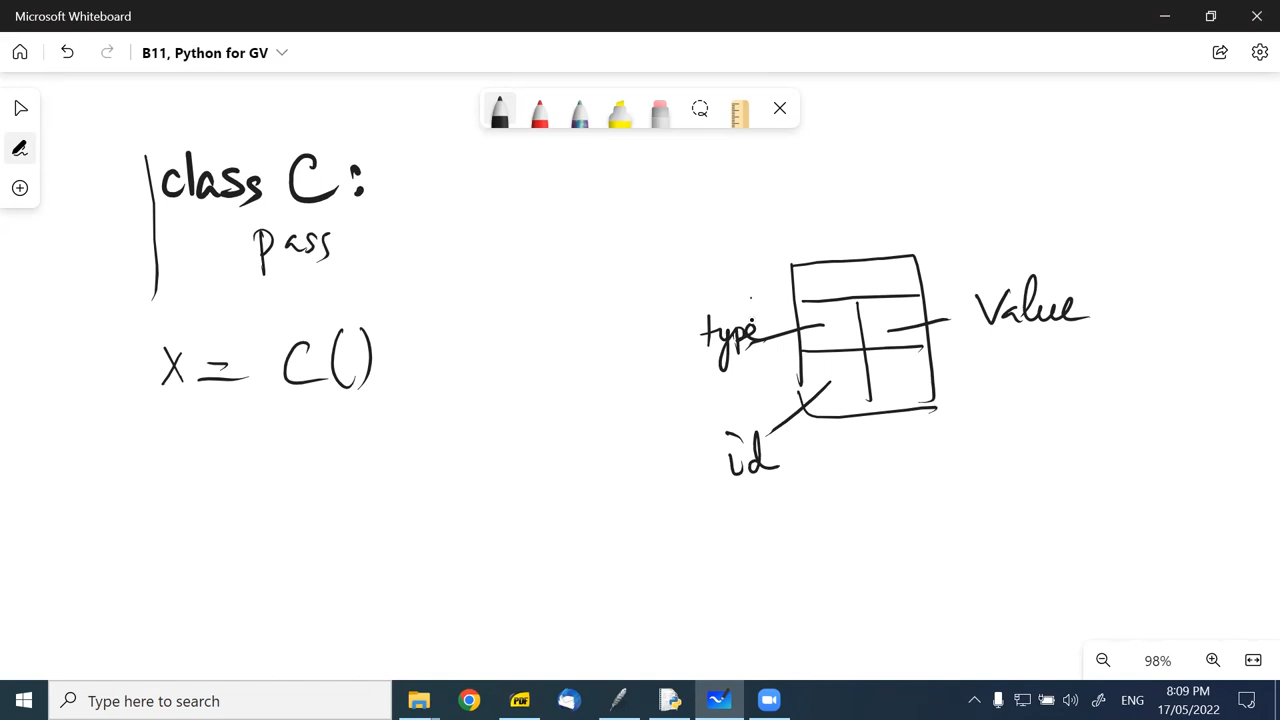 Microsoft Whiteboard
B11, Python for GV
class C:
pass
x = C()
type
Value
id
98%
Type here to search
PDF
ENG
8:09 PM
17/05/2022